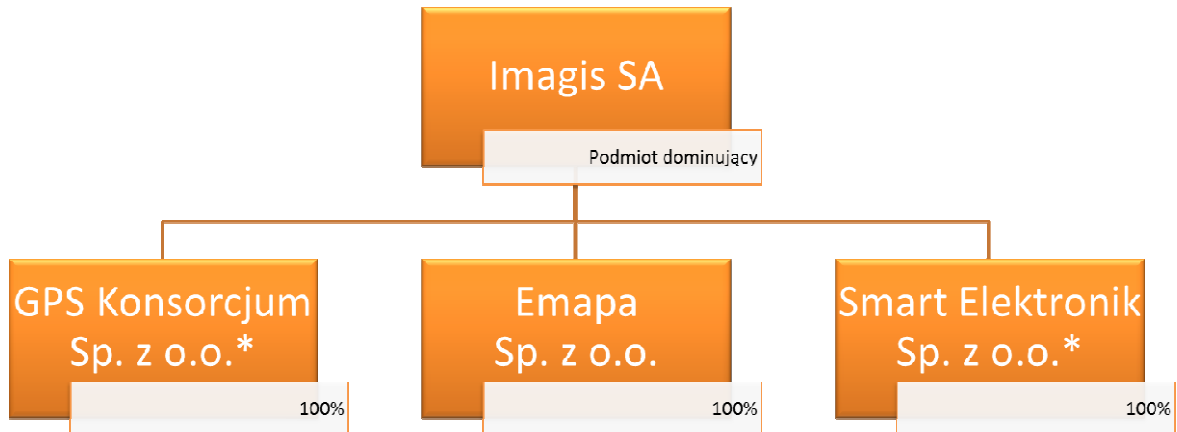 Imagis SA
Podmiot dominujący
GPS Konsorcjum
Sp. z o.o.*
100%
Emapa
Sp. z o.o.
100%
Smart Elektronik
Sp. z o.o.*
100%